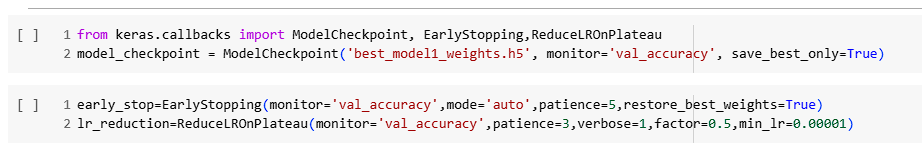 [ ] 1 from keras.callbacks import ModelCheckpoint, EarlyStopping,ReduceLROnPlateau
2 model_checkpoint = ModelCheckpoint('best_model1_weights.h5', monitor='val_accuracy', save_best_only=True)
[ ] 1 early_stop=EarlyStopping(monitor='val_accuracy',mode='auto',patience=5,restore_best_weights=True)
2 lr_reduction=ReduceLROnPlateau(monitor='val_accuracy',patience=3,verbose=1,factor=0.5,min_lr=0.00001)